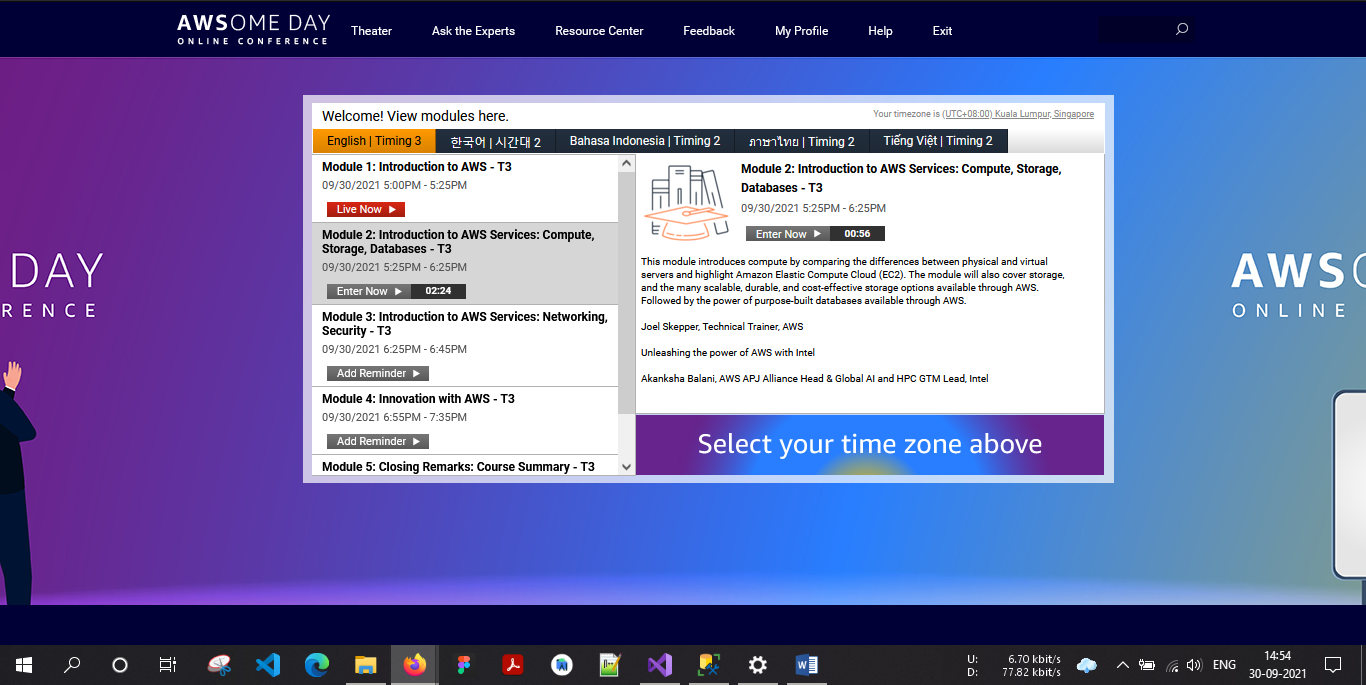 AWSOME DAY
ONLINE CONFERENCE
Theater
Ask the Experts
Resource Center
Feedback
My Profile
Help
Exit
Welcome! View modules here.
Your timezone is (UTC+08:00) Kuala Lumpur, Singapore
English | Timing 3
한국어 | 시간대 2
Bahasa Indonesia | Timing 2
ภาษาไทย | Timing 2
Tiếng Việt | Timing 2
Module 1: Introduction to AWS - T3
09/30/2021 5:00PM - 5:25PM
Live Now
Module 2: Introduction to AWS Services: Compute,
Storage, Databases - T3
09/30/2021 5:25PM - 6:25PM
Enter Now
02:24
Module 3: Introduction to AWS Services: Networking,
Security - T3
09/30/2021 6:25PM - 6:45PM
Add Reminder
Module 4: Innovation with AWS - T3
09/30/2021 6:55PM - 7:35PM
Add Reminder
Module 5: Closing Remarks: Course Summary - T3
Module 2: Introduction to AWS Services: Compute, Storage,
Databases - T3
09/30/2021 5:25PM - 6:25PM
Enter Now
00:56
This module introduces compute by comparing the differences between physical and virtual
servers and highlight Amazon Elastic Compute Cloud (EC2). The module will also cover storage,
and the many scalable, durable, and cost-effective storage options available through AWS.
Followed by the power of purpose-built databases available through AWS.
Joel Skepper, Technical Trainer, AWS
Unleashing the power of AWS with Intel
Akanksha Balani, AWS APJ Alliance Head & Global AI and HPC GTM Lead, Intel
Select your time zone above
DAY
RENCE
AWSO
ONLINE
U: 6.70 kbit/s
D: 77.82 kbit/s
ENG
14:54
30-09-2021